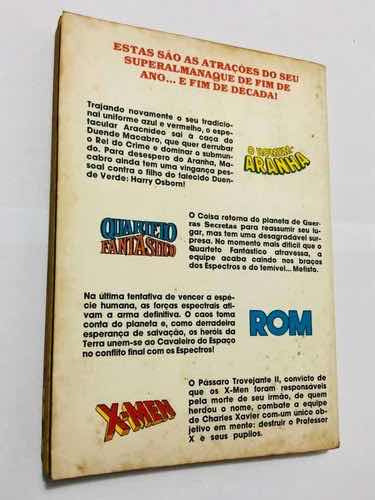 ESTAS SÃO AS ATRAÇÕES DO SEU
SUPERALMANAQUE DE FIM DE
ANO... E FIM DE DÉCADA!
Trajando novamente o seu tradicio-
nal uniforme azul e vermelho, o espe-
tacular Aracnídeo sai à caça do
Duende Macabro, que quer derrubar
o Rei do Crime e dominar o submun-
do. Para desespero do Aranha, Ma-
cabro ainda tem uma vingança pes-
soal contra o filho do falecido Duen-
de Verde: Harry Osborn!
O HOMEM-
ARANHA
QUARTETO
FANTÁSTICO
O Coisa retorna do planeta de Guer-
ras Secretas para reassumir seu lu-
gar, mas tem uma desagradável sur-
presa. No momento mais difícil que o
Quarteto Fantástico atravessa, a
equipe acaba caindo nos braços
dos Espectros e do temível... Mefisto.
Na última tentativa de vencer a espé-
cie humana, as forças espectrais ati-
vam a arma definitiva. O caos toma
conta do planeta e, como derradeira
esperança de salvação, os heróis da
Terra unem-se ao Cavaleiro do Espaço
no conflito final com os Espectros!
ROM
X-MEN
O Pássaro Trovejante II, convicto de
que os X-Men foram responsáveis
pela morte de seu irmão, de quem
herdou o nome, combate a equipe
de Charles Xavier com um único ob-
jetivo em mente: destruir o Professor
X e seus pupilos.